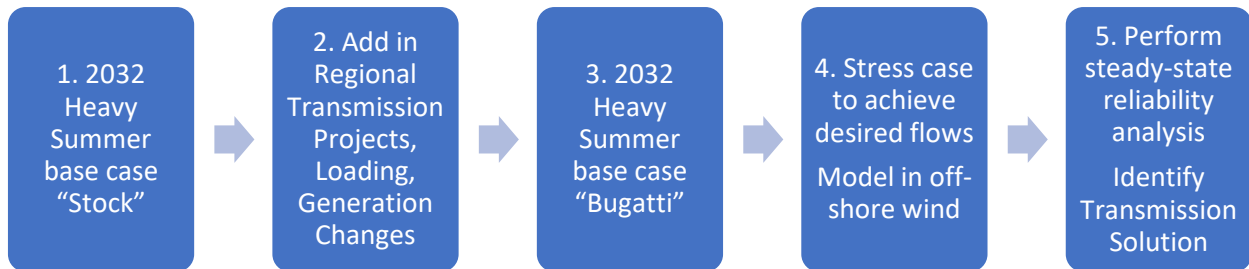 1. 2032
Heavy
Summer
base case
“Stock”
2. Add in
Regional
Transmission
Projects,
Loading,
Generation
Changes
3. 2032
Heavy
Summer
base case
“Bugatti”
4. Stress case
to achieve
desired flows
Model in off-
shore wind
5. Perform
steady-state
reliability
analysis
Identify
Transmission
Solution